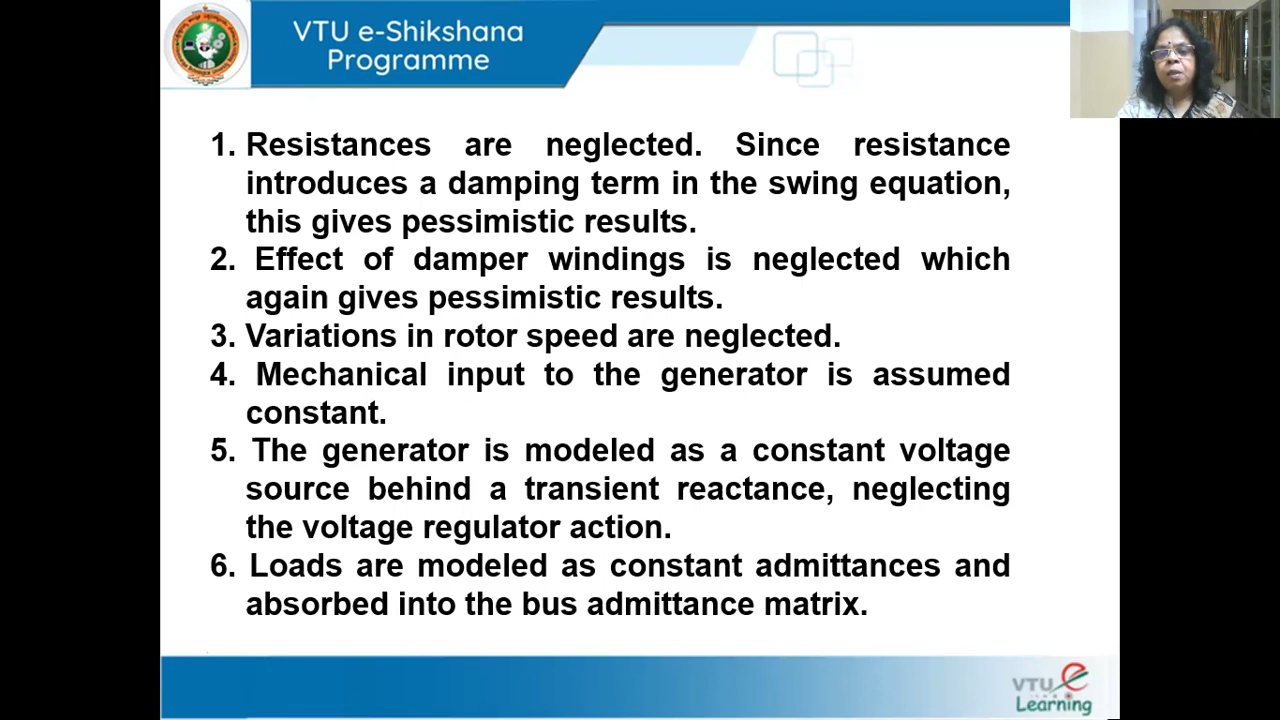 VTU e-Shikshana
Programme
1. Resistances are neglected. Since resistance
introduces a damping term in the swing equation,
this gives pessimistic results.
2. Effect of damper windings is neglected which
again gives pessimistic results.
3. Variations in rotor speed are neglected.
4. Mechanical input to the generator is assumed
constant.
5. The generator is modeled as a constant voltage
source behind a transient reactance, neglecting
the voltage regulator action.
6. Loads are modeled as constant admittances and
absorbed into the bus admittance matrix.
VTU e
Learning